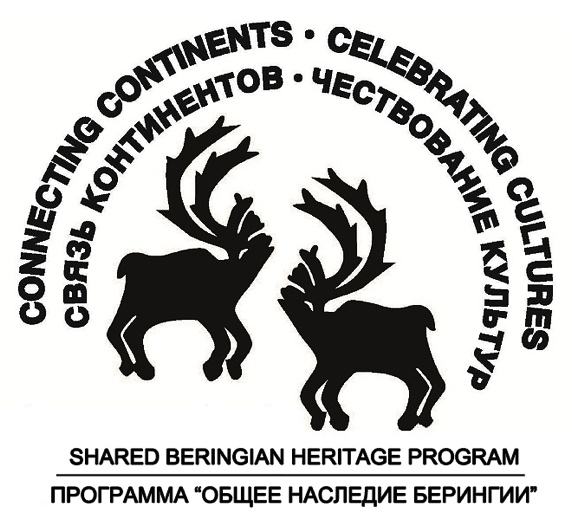 CONNECTING CONTINENTS · CELEBRATING CULTURES
СВЯЗЬ КОНТИНЕНТОВ · ЧЕСТВОВАНИЕ КУЛЬТУР
SHARED BERINGIAN HERITAGE PROGRAM
ПРОГРАММА “ОБЩЕЕ НАСЛЕДИЕ БЕРИНГИИ”